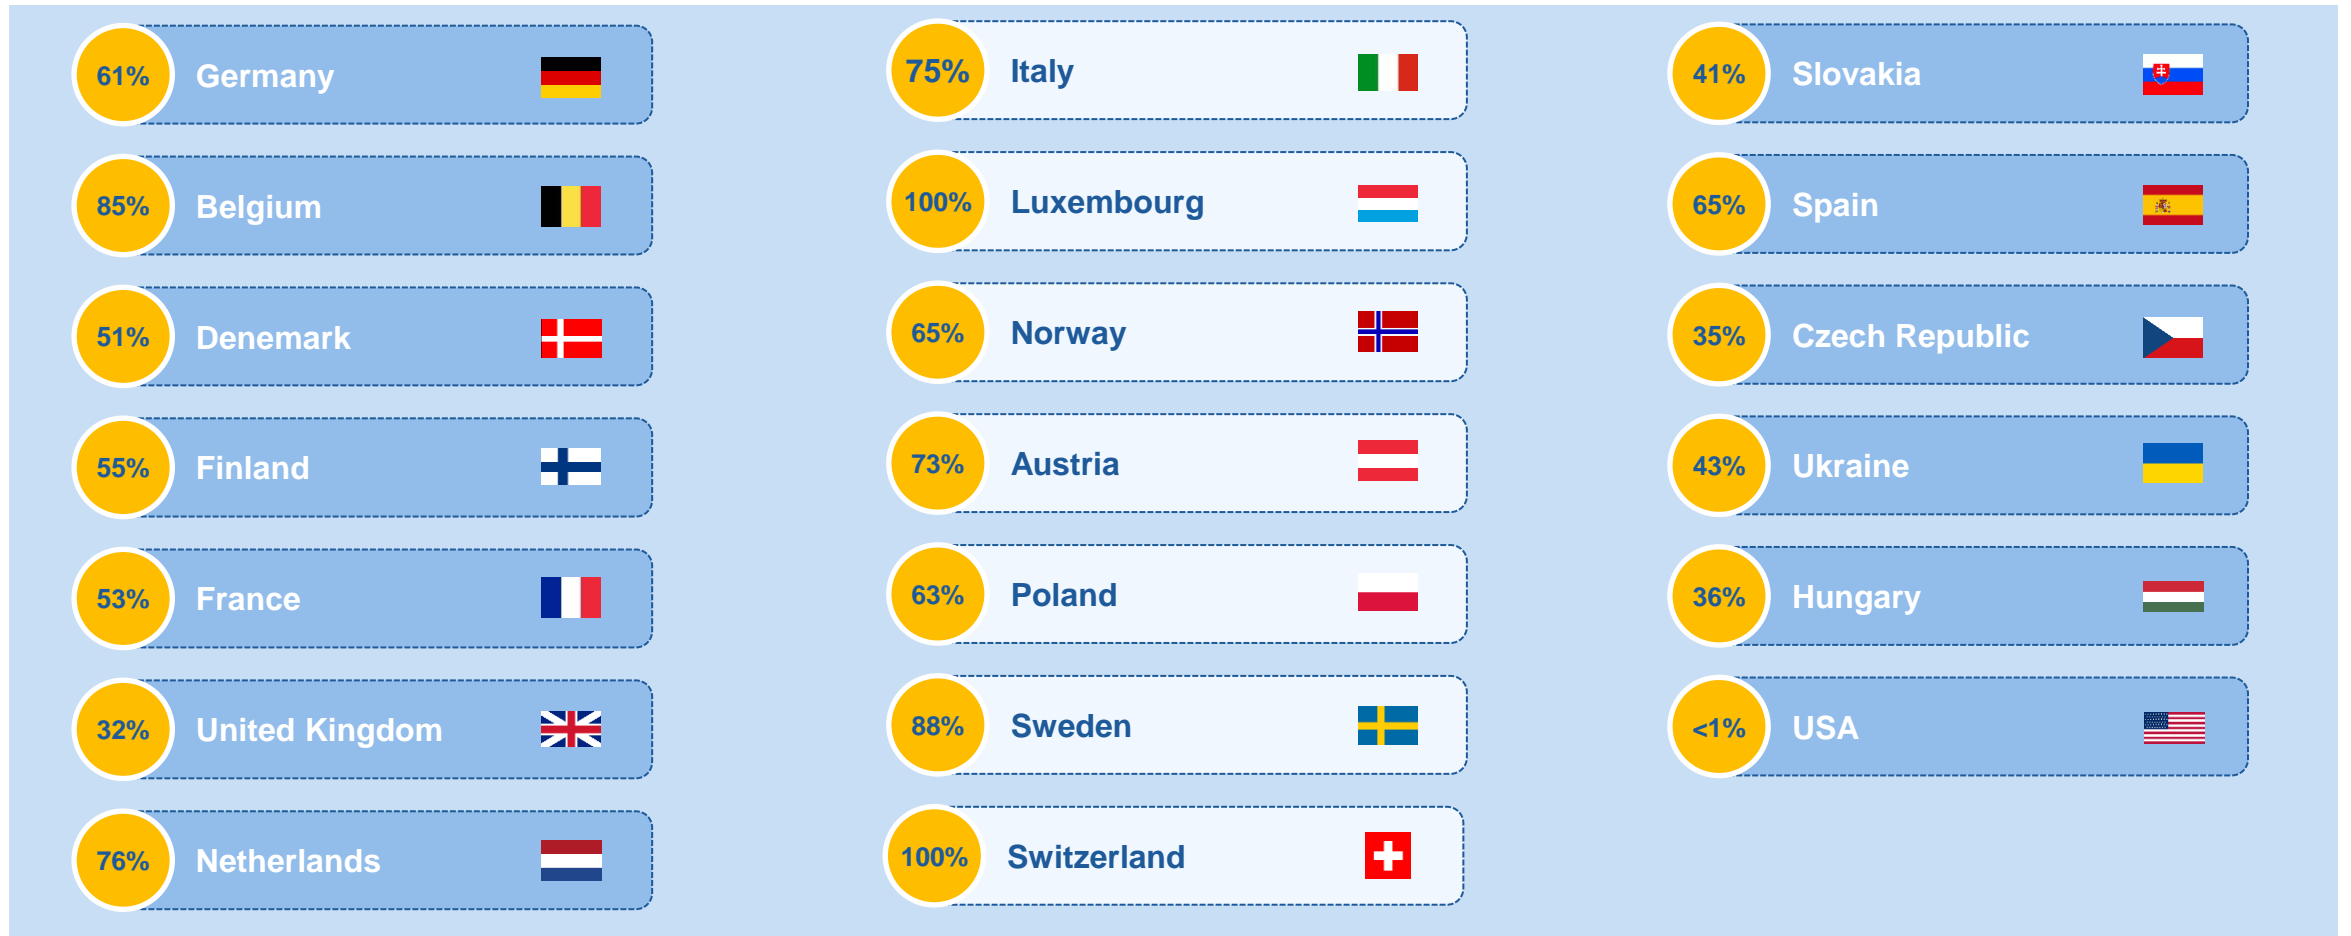 61% Germany
85% Belgium
51% Denemark
55% Finland
53% France
32% United Kingdom
76% Netherlands
75% Italy
100% Luxembourg
65% Norway
73% Austria
63% Poland
88% Sweden
100% Switzerland
41% Slovakia
65% Spain
35% Czech Republic
43% Ukraine
36% Hungary
<1% USA